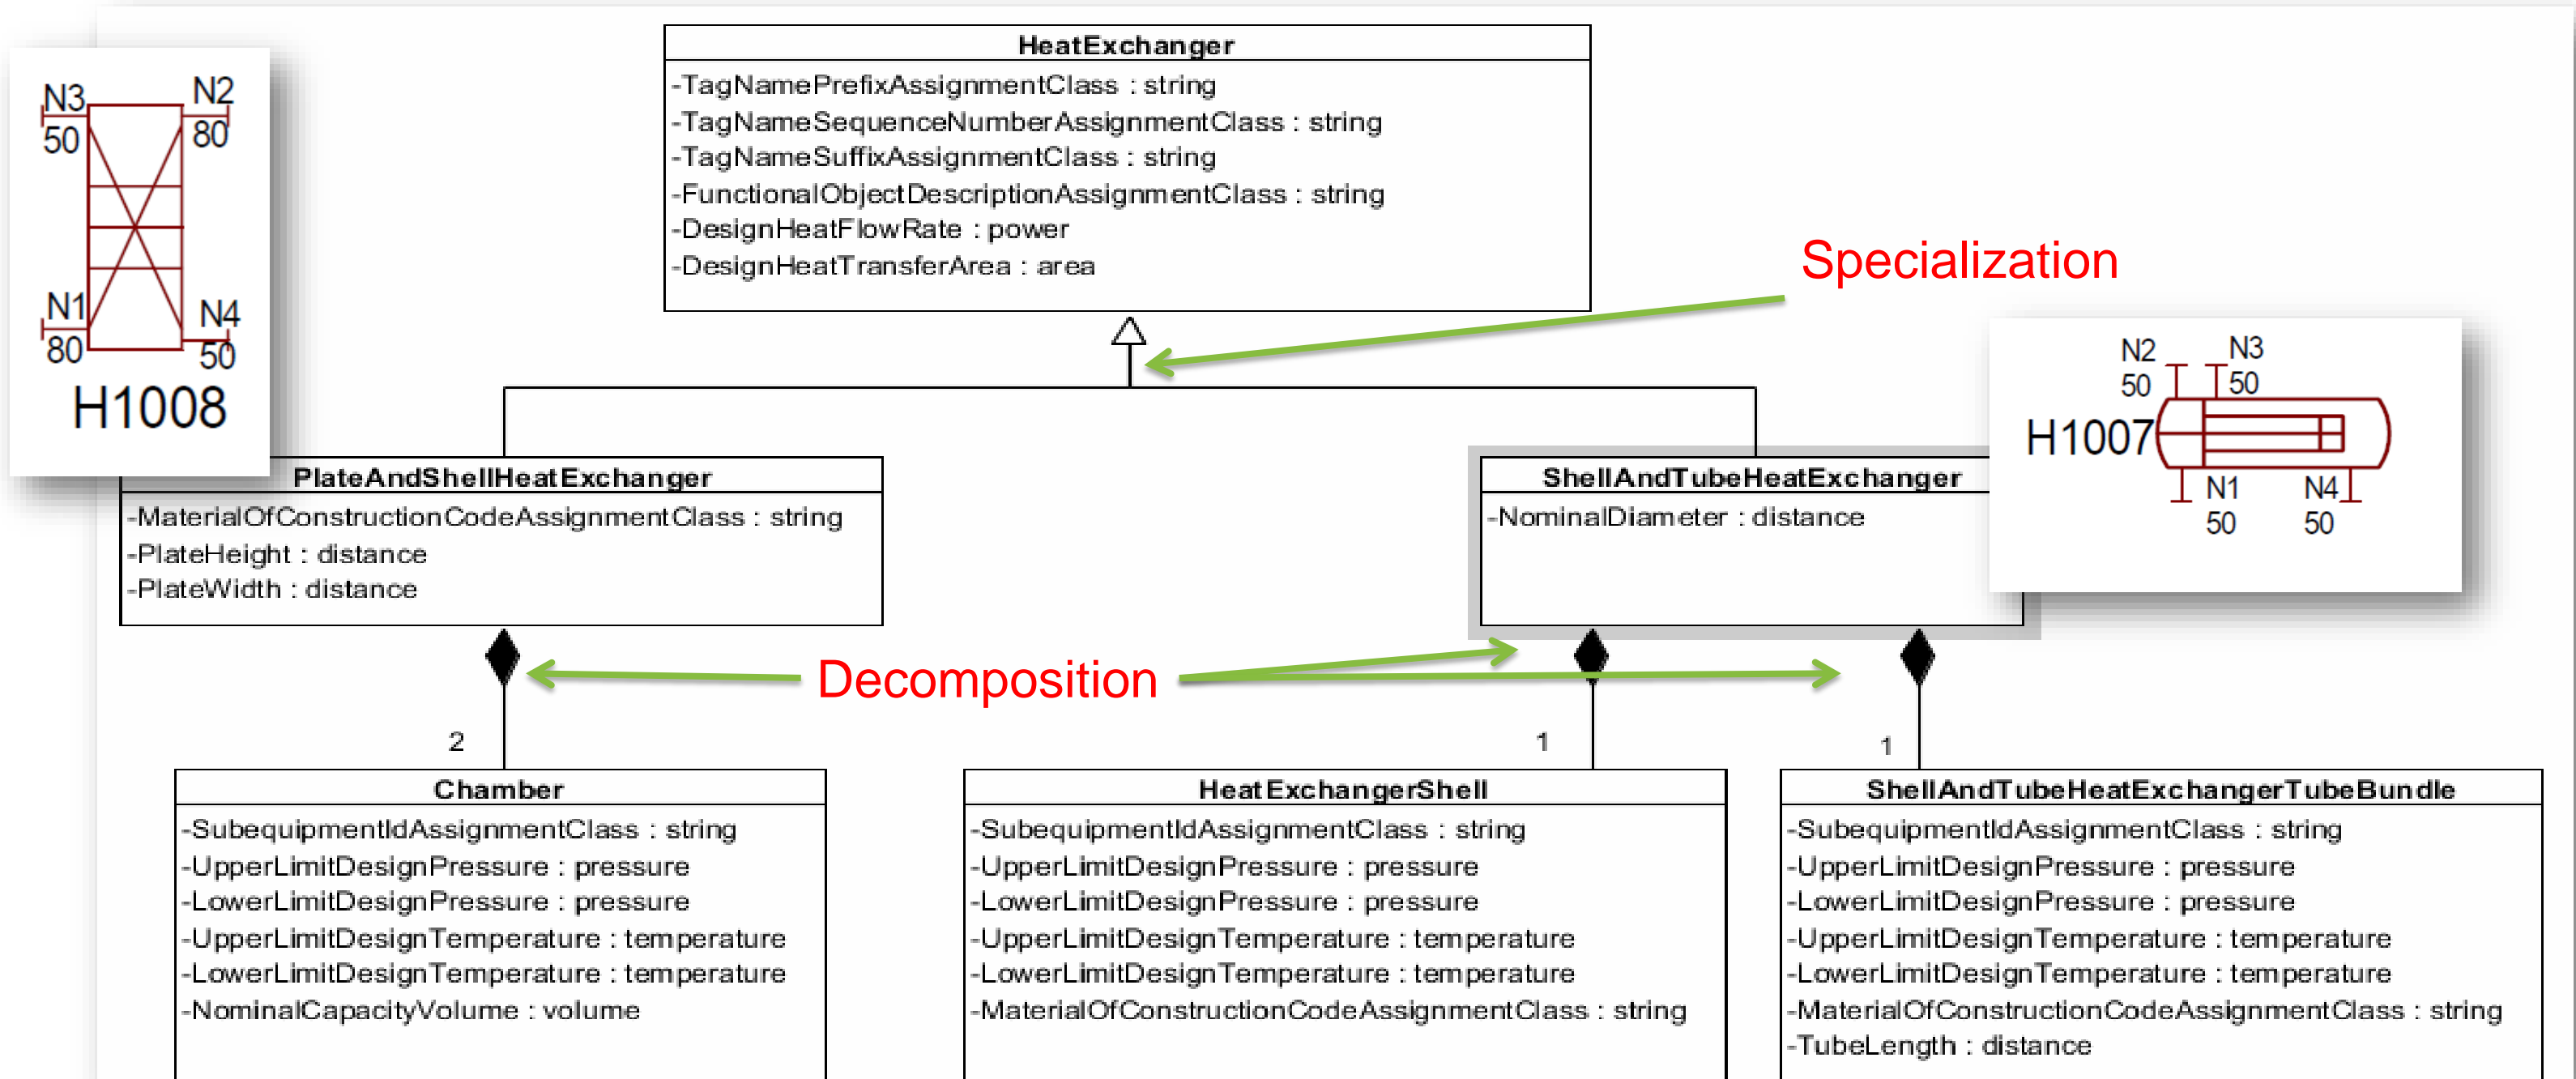 HeatExchanger
-TagNamePrefixAssignmentClass : string
-TagNameSequenceNumberAssignmentClass : string
-TagNameSuffixAssignmentClass : string
-FunctionalObjectDescriptionAssignmentClass : string
-DesignHeatFlowRate : power
-DesignHeatTransferArea : area
N3
N2
50
80
N1
N4
80
50
H1008
Specialization
N2
N3
50
50
H1007
N1
N4
50
50
PlateAndShellHeatExchanger
-MaterialOfConstructionCodeAssignmentClass : string
-PlateHeight : distance
-PlateWidth : distance
ShellAndTubeHeatExchanger
-NominalDiameter : distance
Decomposition
2
1
1
Chamber
-SubequipmentIdAssignmentClass : string
-UpperLimitDesignPressure : pressure
-LowerLimitDesignPressure : pressure
-UpperLimitDesignTemperature : temperature
-LowerLimitDesignTemperature : temperature
-NominalCapacityVolume : volume
HeatExchangerShell
-SubequipmentIdAssignmentClass : string
-UpperLimitDesignPressure : pressure
-LowerLimitDesignPressure : pressure
-UpperLimitDesignTemperature : temperature
-LowerLimitDesignTemperature : temperature
-MaterialOfConstructionCodeAssignmentClass : string
ShellAndTubeHeatExchangerTubeBundle
-SubequipmentIdAssignmentClass : string
-UpperLimitDesignPressure : pressure
-LowerLimitDesignPressure : pressure
-UpperLimitDesignTemperature : temperature
-LowerLimitDesignTemperature : temperature
-MaterialOfConstructionCodeAssignmentClass : string
-TubeLength : distance